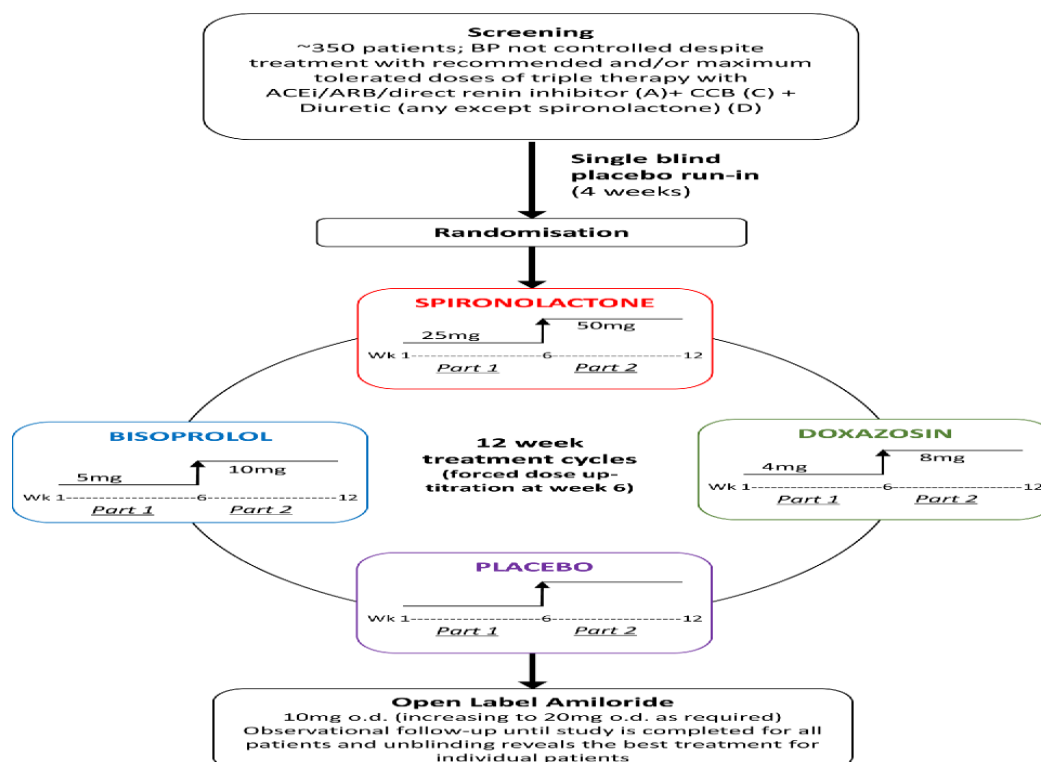 Screening
~350 patients; BP not controlled despite
treatment with recommended and/or maximum
tolerated doses of triple therapy with
ACEi/ARB/direct renin inhibitor (A)+ CCB (C) +
Diuretic (any except spironolactone) (D)
Single blind
placebo run-in
(4 weeks)
Randomisation
SPIRONOLACTONE
25mg
50mg
Wk 1--------------------6--------------------12
Part 1 Part 2
BISOPROLOL
5mg
10mg
Wk 1--------------------6--------------------12
Part 1 Part 2
12 week
treatment cycles
(forced dose up-
titration at week 6)
DOXAZOSIN
4mg
8mg
Wk 1--------------------6--------------------12
Part 1 Part 2
PLACEBO
Wk 1--------------------6--------------------12
Part 1 Part 2
Open Label Amiloride
10mg o.d. (increasing to 20mg o.d. as required)
Observational follow-up until study is completed for all
patients and unblinding reveals the best treatment for
individual patients